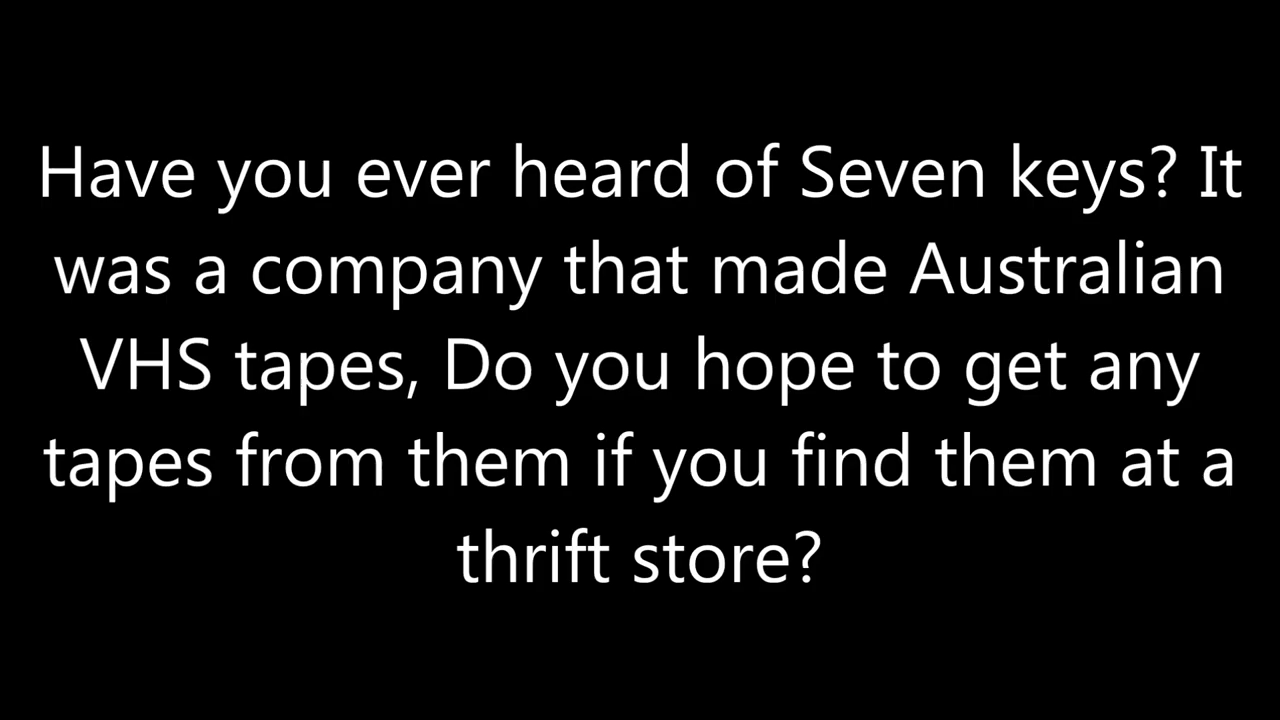 Have you ever heard of Seven keys? It
was a company that made Australian
VHS tapes, Do you hope to get any
tapes from them if you find them at a
thrift store?